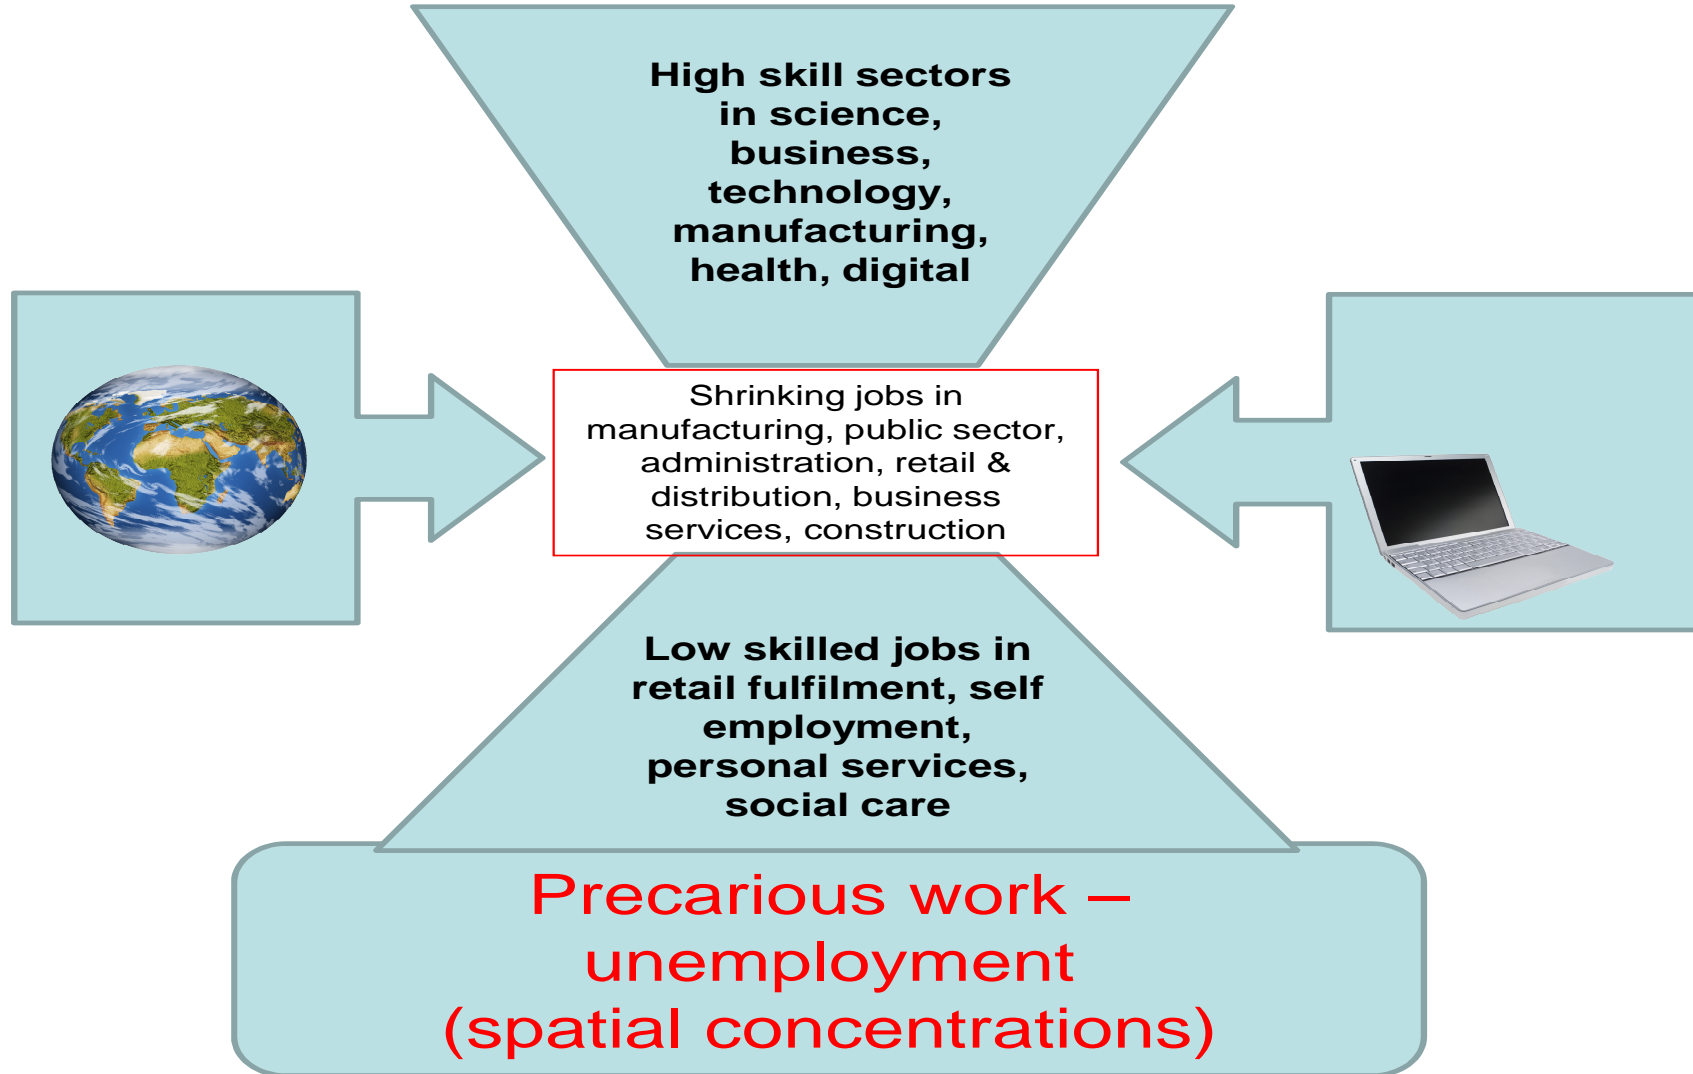 High skill sectors
in science,
business,
technology,
manufacturing,
health, digital
Shrinking jobs in
manufacturing, public sector,
administration, retail &
distribution, business
services, construction
Low skilled jobs in
retail fulfilment, self
employment,
personal services,
social care
Precarious work –
unemployment
(spatial concentrations)